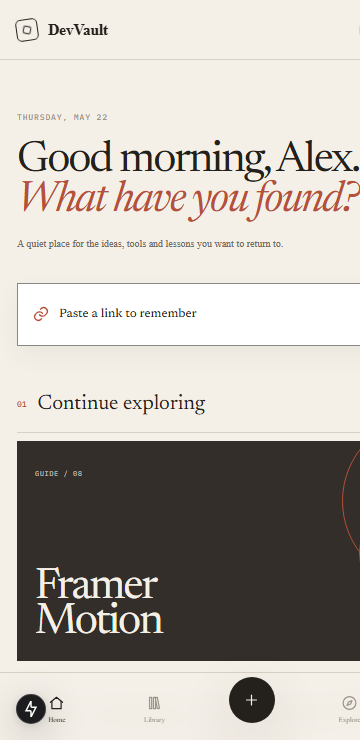 DevVault
THURSDAY, MAY 22
Good morning, Alex.
What have you found?
A quiet place for the ideas, tools and lessons you want to return to.
Paste a link to remember
01 Continue exploring
GUIDE / 08
Framer
Motion
Home
Library
Explore